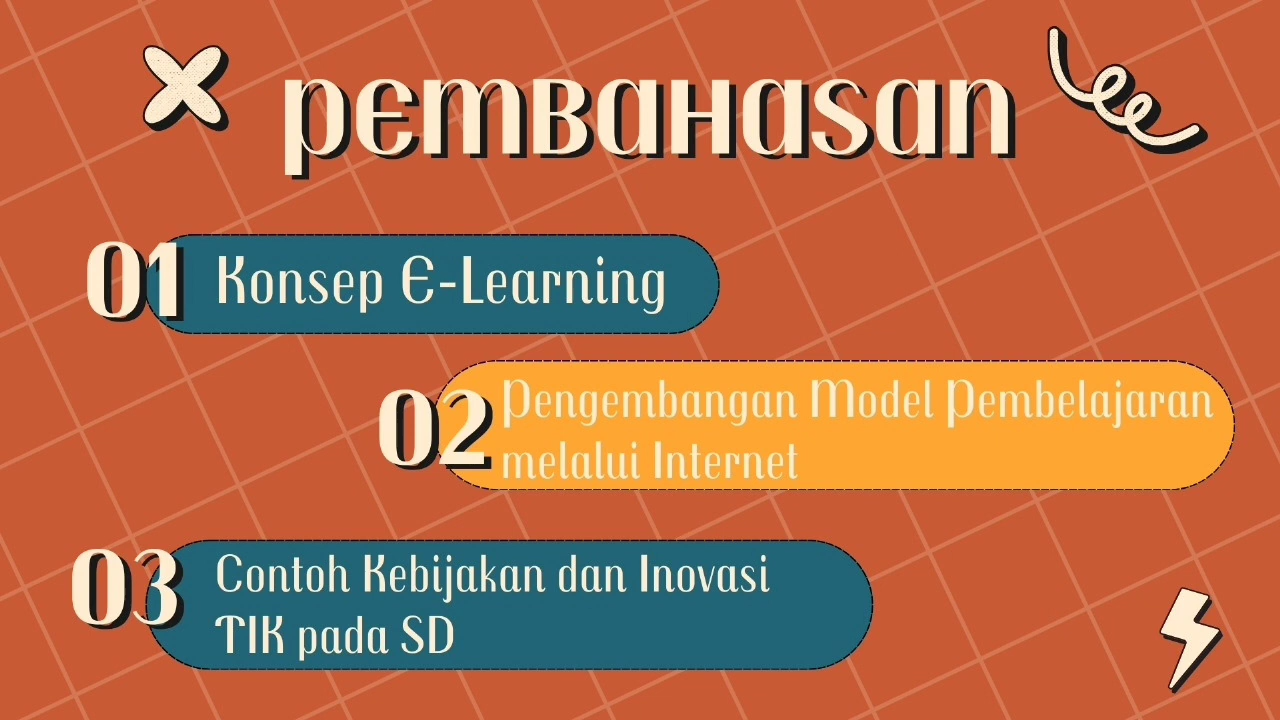 pembahasan
01
Konsep E-Learning
02
Pengembangan Model Pembelajaran
melalui Internet
03
Contoh Kebijakan dan Inovasi
TIK pada SD